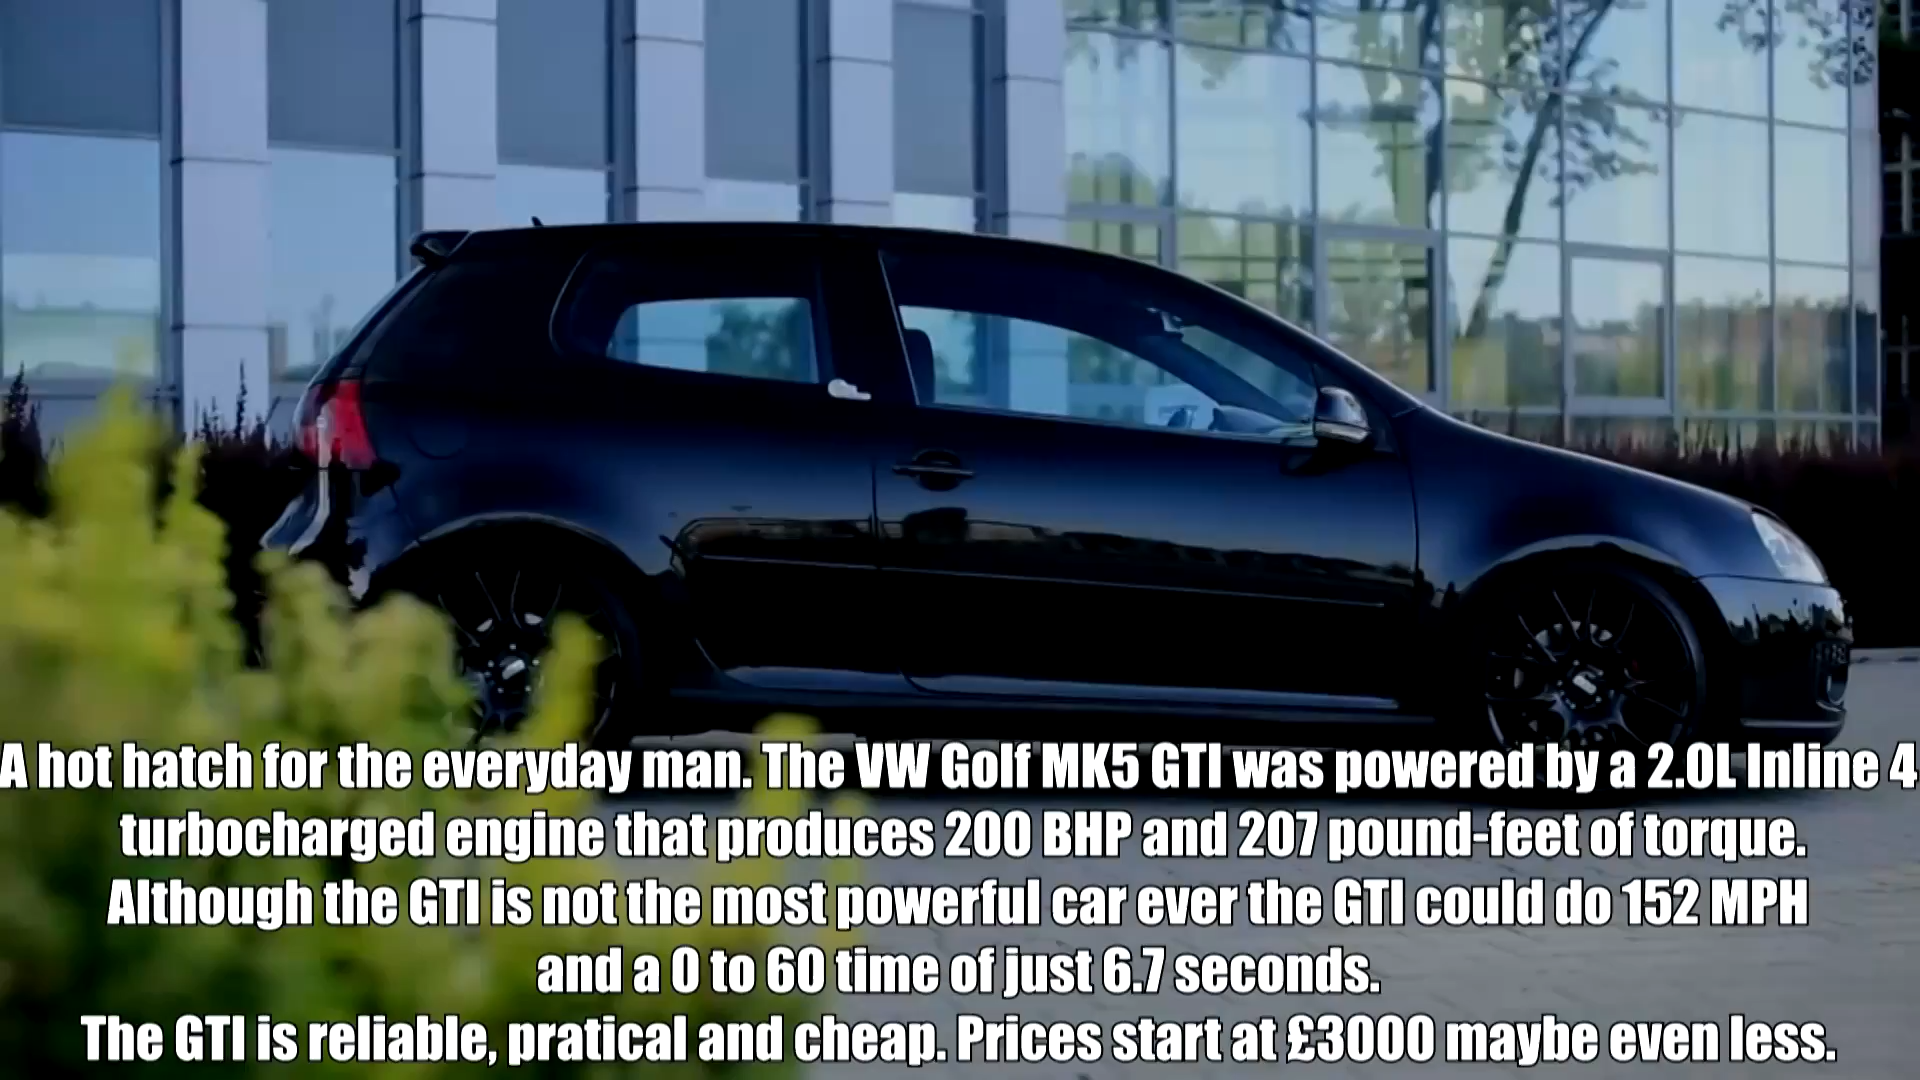 A hot hatch for the everyday man. The VW Golf MK5 GTI was powered by a 2.0L Inline 4
turbocharged engine that produces 200 BHP and 207 pound-feet of torque.
Although the GTI is not the most powerful car ever the GTI could do 152 MPH
and a 0 to 60 time of just 6.7 seconds.
The GTI is reliable, pratical and cheap. Prices start at £3000 maybe even less.